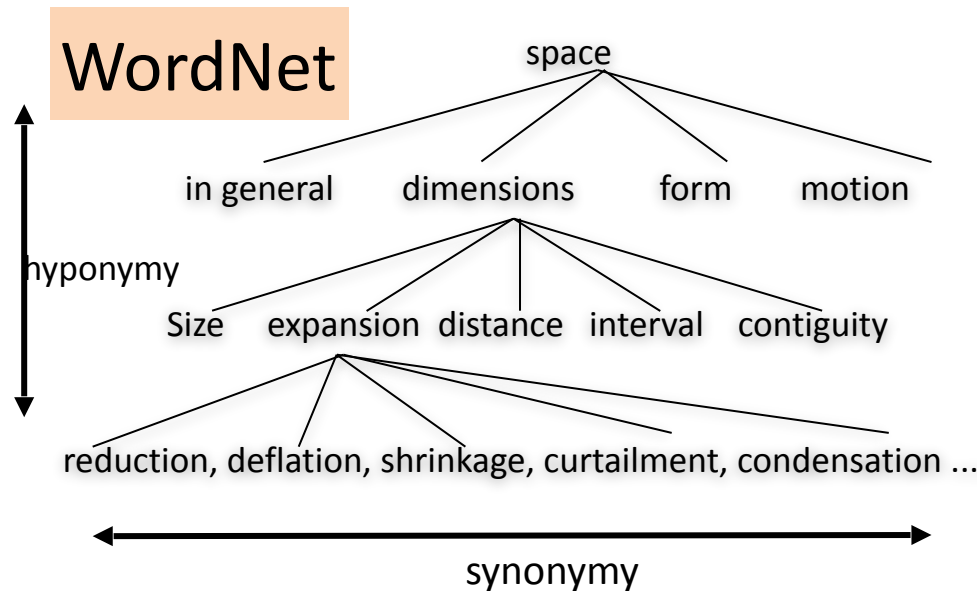 WordNet
space
in general dimensions form motion
hyponymy
Size expansion distance interval contiguity
reduction, deflation, shrinkage, curtailment, condensation ...
synonymy